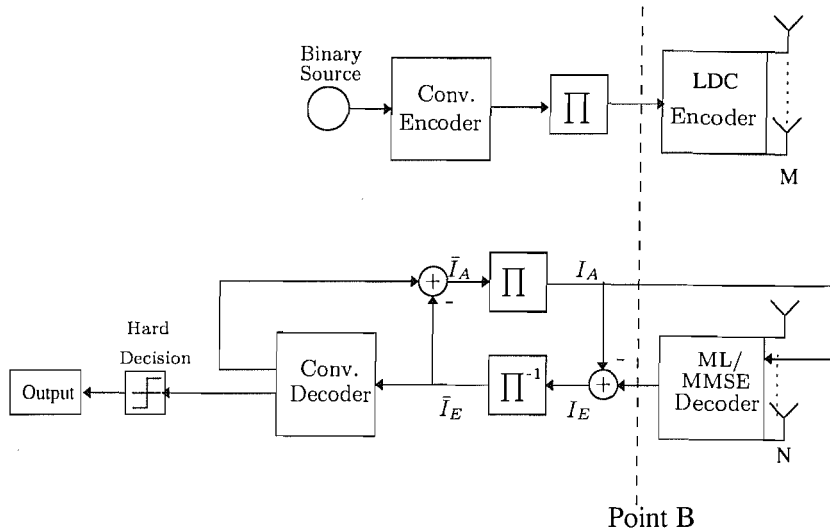 Binary
Source
Conv.
Encoder
∏
LDC
Encoder
M
Ī_A
∏
I_A
+
-
Hard
Decision
Output
Conv.
Decoder
Ī_E
∏⁻¹
I_E
+
-
ML/
MMSE
Decoder
N
Point B